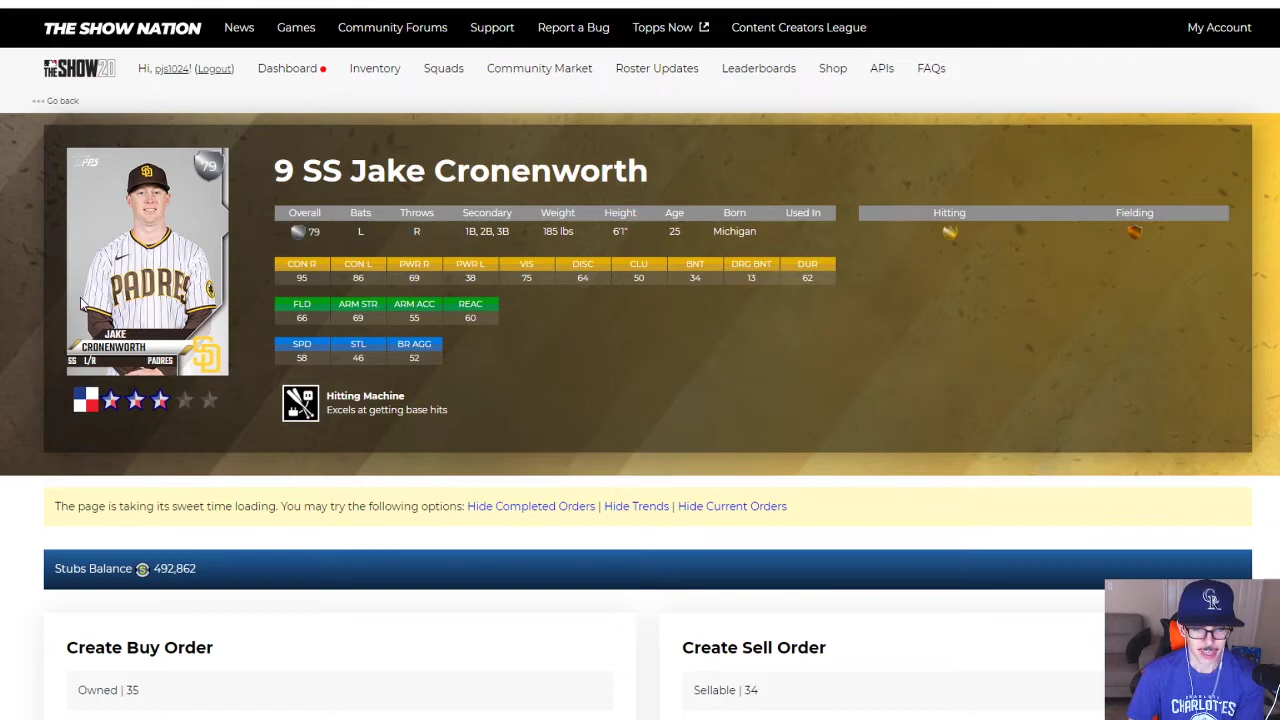 THE SHOW NATION News Games Community Forums Support Report a Bug Topps Now Content Creators League My Account
THE SHOW20 Hi, pjs1024! (Logout) Dashboard Inventory Squads Community Market Roster Updates Leaderboards Shop APIs FAQs
<<< Go back
79
9 SS Jake Cronenworth
Overall Bats Throws Secondary Weight Height Age Born Used In Hitting Fielding
79 L R 1B, 2B, 3B 185 lbs 6'1" 25 Michigan
CON R CON L PWR R PWR L VIS DISC CLU BNT DRG BNT DUR
95 86 69 38 75 64 50 34 13 62
PADRES
FLD ARM STR ARM ACC REAC
66 69 55 60
JAKE
CRONENWORTH
SS L/R PADRES
SD
SPD STL BR AGG
58 46 52
Hitting Machine
Excels at getting base hits
The page is taking its sweet time loading. You may try the following options: Hide Completed Orders | Hide Trends | Hide Current Orders
Stubs Balance 492,862
Create Buy Order Create Sell Order
Owned | 35 Sellable | 34
CR
CHARLOTTE'S